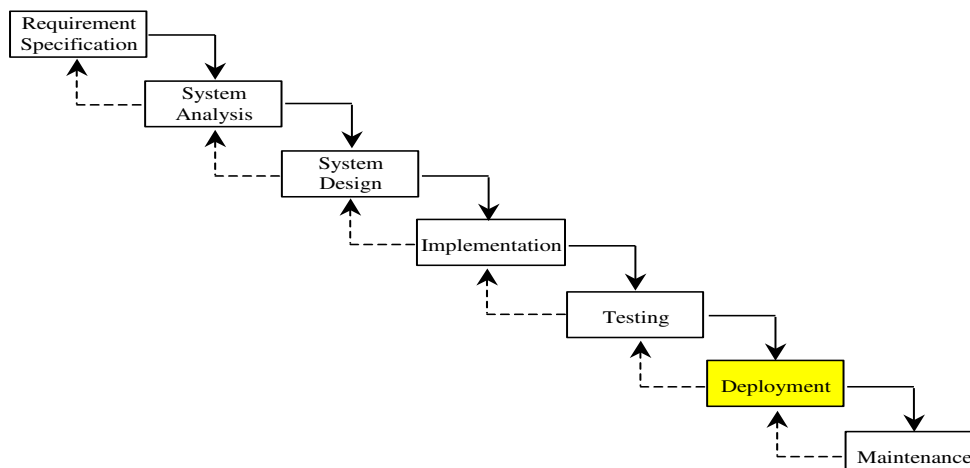 Requirement
Specification
System
Analysis
System
Design
Implementation
Testing
Deployment
Maintenance